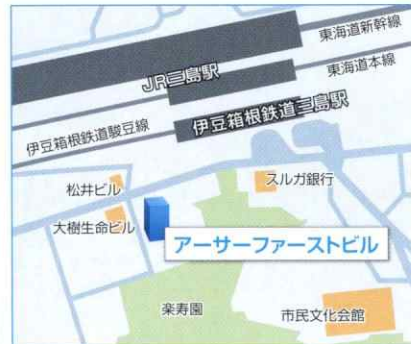 東海道新幹線
JR三島駅
東海道本線
伊豆箱根鉄道三島駅
伊豆箱根鉄道駿豆線
松井ビル
スルガ銀行
大樹生命ビル
アーサーファーストビル
楽寿園
市民文化会館